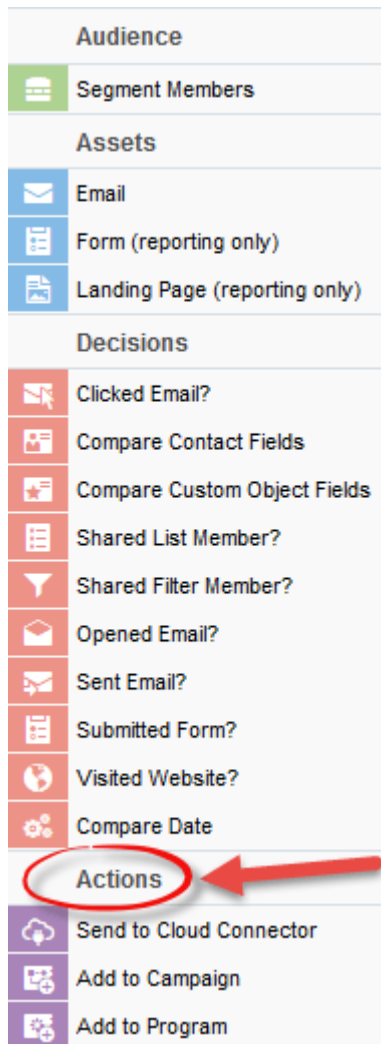 Audience
Segment Members
Assets
Email
Form (reporting only)
Landing Page (reporting only)
Decisions
Clicked Email?
Compare Contact Fields
Compare Custom Object Fields
Shared List Member?
Shared Filter Member?
Opened Email?
Sent Email?
Submitted Form?
Visited Website?
Compare Date
Actions
Send to Cloud Connector
Add to Campaign
Add to Program